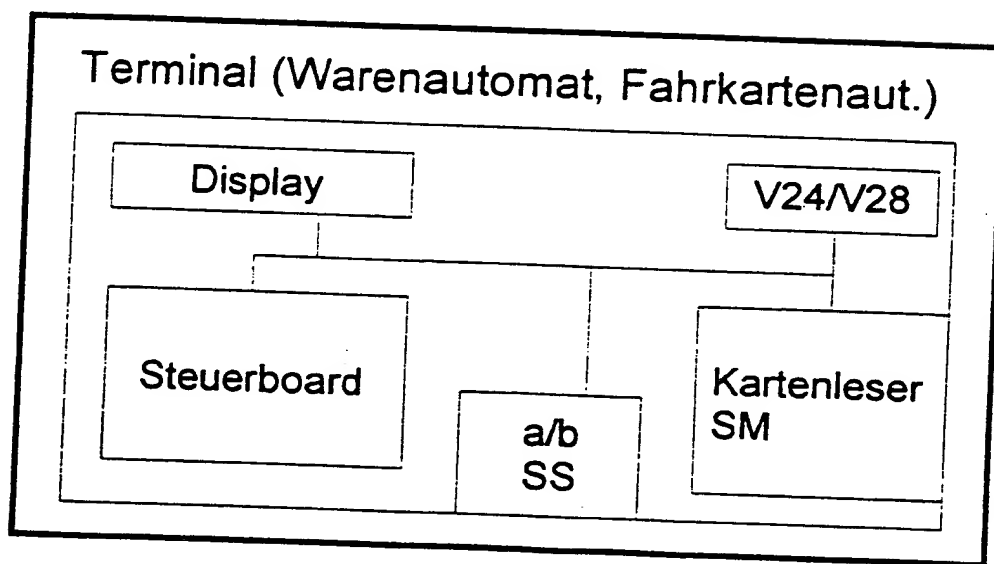 Terminal (Warenautomat, Fahrkartenaut.)
Display
V24/V28
Steuerboard
Kartenleser
SM
a/b
SS